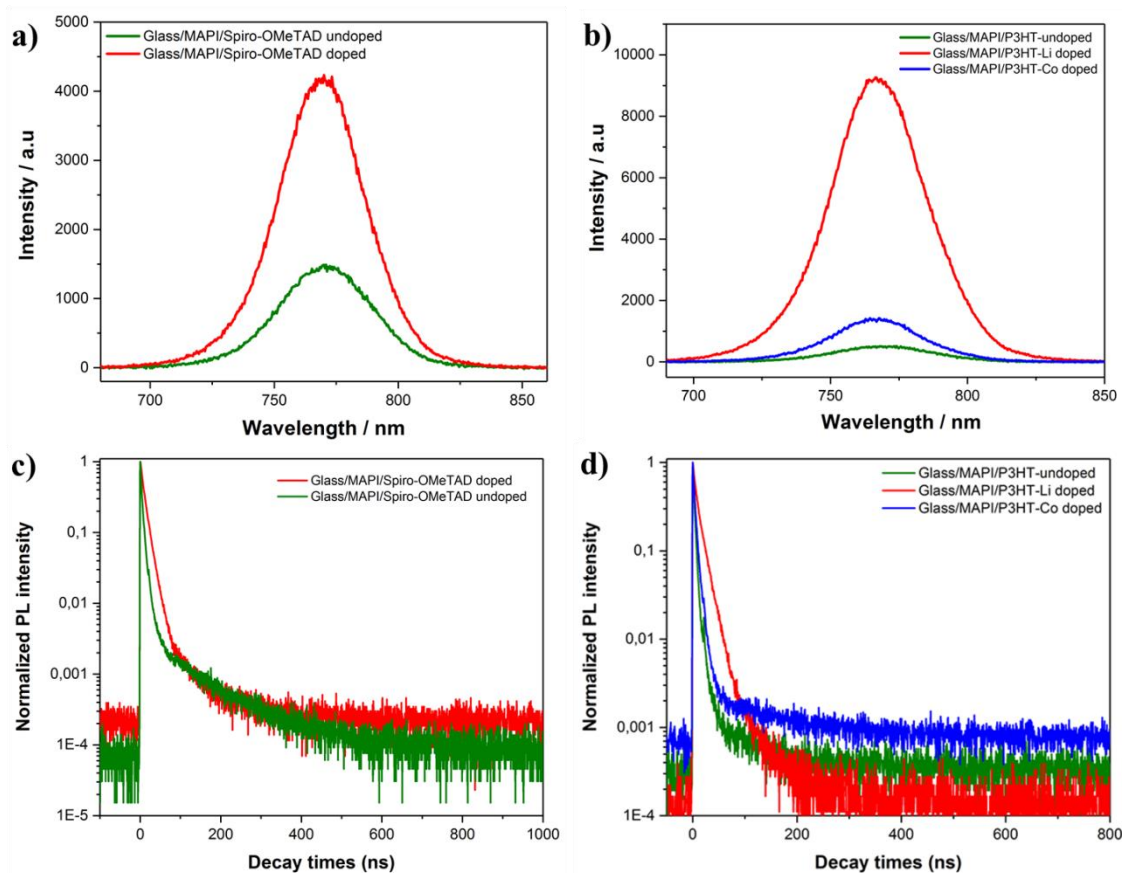 a)
5000
4000
3000
2000
1000
0
Intensity / a.u
Glass/MAPI/Spiro-OMeTAD undoped
Glass/MAPI/Spiro-OMeTAD doped
700
750
800
850
Wavelength / nm
b)
10000
8000
6000
4000
2000
0
Intensity / a.u
Glass/MAPI/P3HT-undoped
Glass/MAPI/P3HT-Li doped
Glass/MAPI/P3HT-Co doped
700
750
800
850
Wavelength / nm
c)
1
0,1
0,01
0,001
1E-4
1E-5
Normalized PL intensity
Glass/MAPI/Spiro-OMeTAD doped
Glass/MAPI/Spiro-OMeTAD undoped
0
200
400
600
800
1000
Decay times (ns)
d)
1
0,1
0,01
0,001
1E-4
Normalized PL intensity
Glass/MAPI/P3HT-undoped
Glass/MAPI/P3HT-Li doped
Glass/MAPI/P3HT-Co doped
0
200
400
600
800
Decay times (ns)